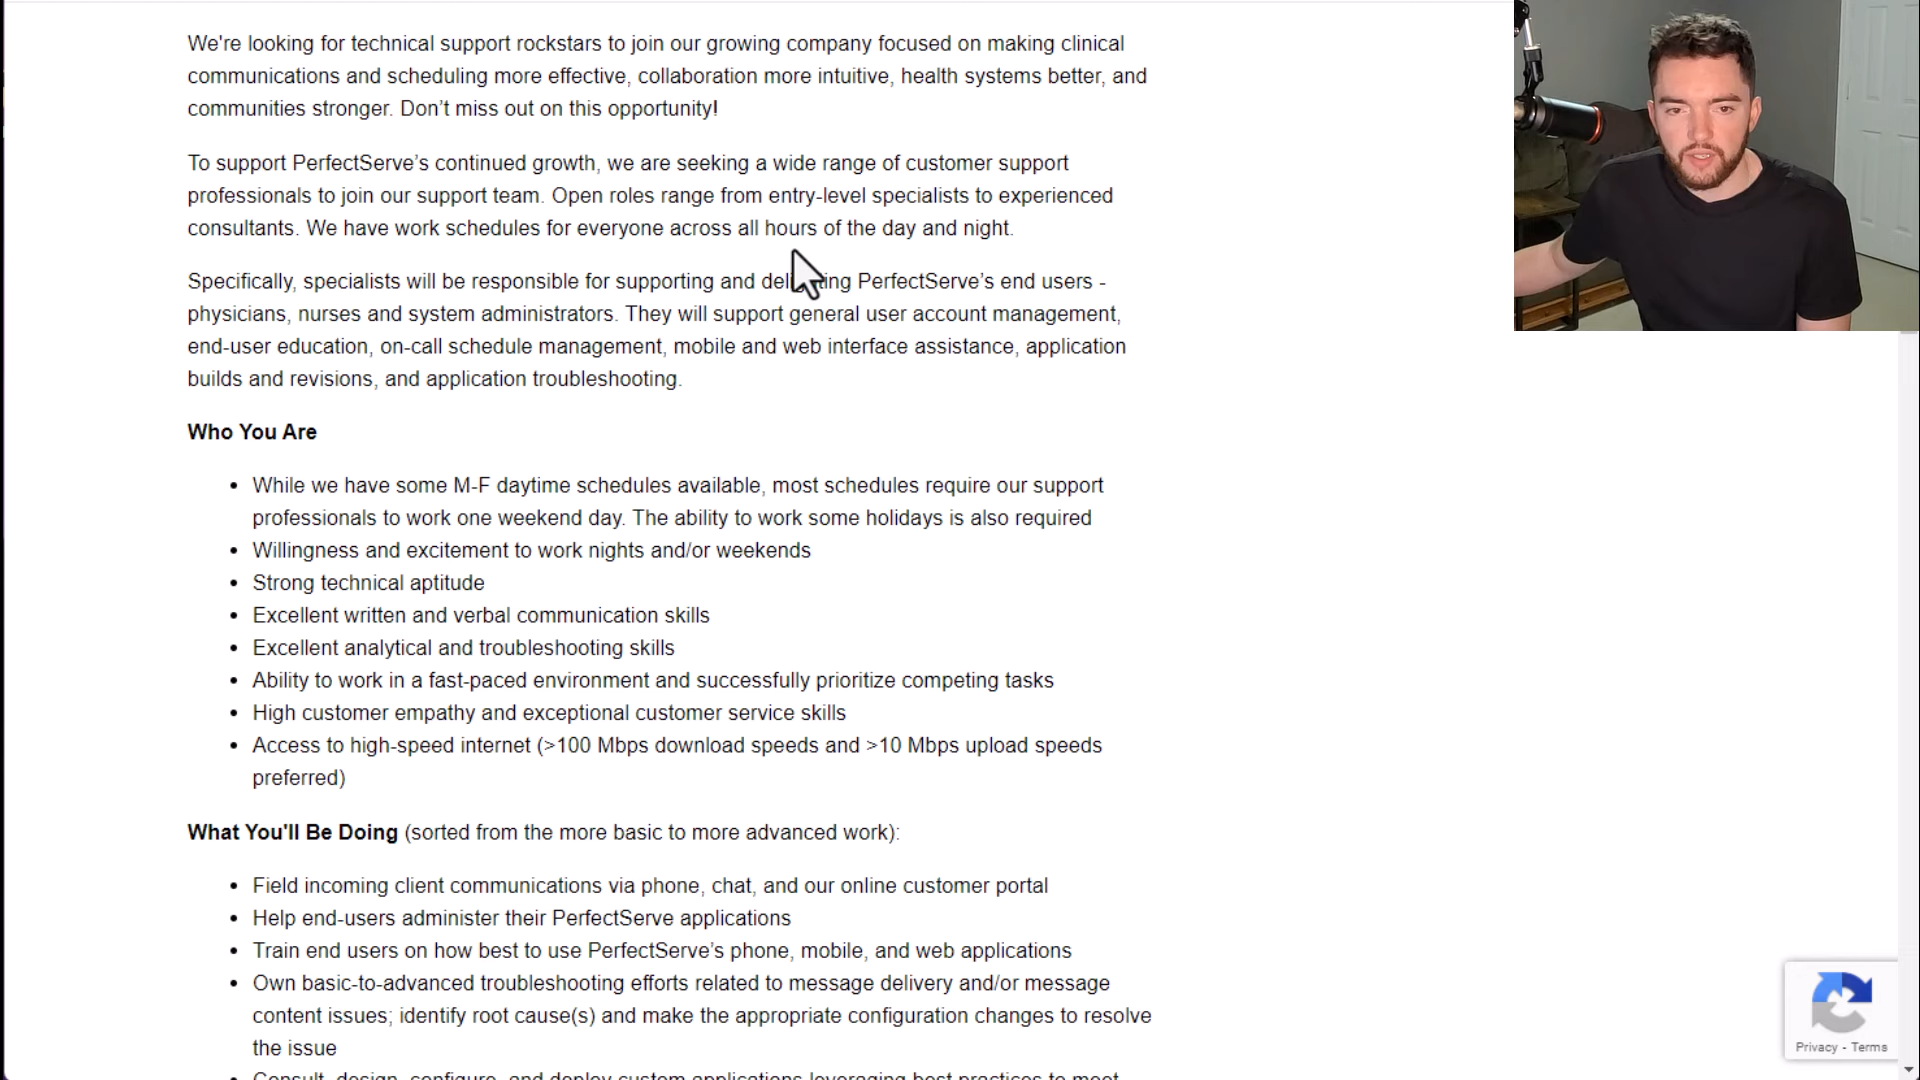 We're looking for technical support rockstars to join our growing company focused on making clinical
communications and scheduling more effective, collaboration more intuitive, health systems better, and
communities stronger. Don’t miss out on this opportunity!
To support PerfectServe’s continued growth, we are seeking a wide range of customer support
professionals to join our support team. Open roles range from entry-level specialists to experienced
consultants. We have work schedules for everyone across all hours of the day and night.
Specifically, specialists will be responsible for supporting and PerfectServe’s end users -
physicians, nurses and system administrators. They will support general user account management,
end-user education, on-call schedule management, mobile and web interface assistance, application
builds and revisions, and application troubleshooting.
Who You Are
• While we have some M-F daytime schedules available, most schedules require our support
professionals to work one weekend day. The ability to work some holidays is also required
• Willingness and excitement to work nights and/or weekends
• Strong technical aptitude
• Excellent written and verbal communication skills
• Excellent analytical and troubleshooting skills
• Ability to work in a fast-paced environment and successfully prioritize competing tasks
• High customer empathy and exceptional customer service skills
• Access to high-speed internet (>100 Mbps download speeds and >10 Mbps upload speeds
preferred)
What You'll Be Doing (sorted from the more basic to more advanced work):
• Field incoming client communications via phone, chat, and our online customer portal
• Help end-users administer their PerfectServe applications
• Train end users on how best to use PerfectServe’s phone, mobile, and web applications
• Own basic-to-advanced troubleshooting efforts related to message delivery and/or message
content issues; identify root cause(s) and make the appropriate configuration changes to resolve
the issue
• Consult, design, configure, and deploy custom applications leveraging best practices to meet
Privacy - Terms